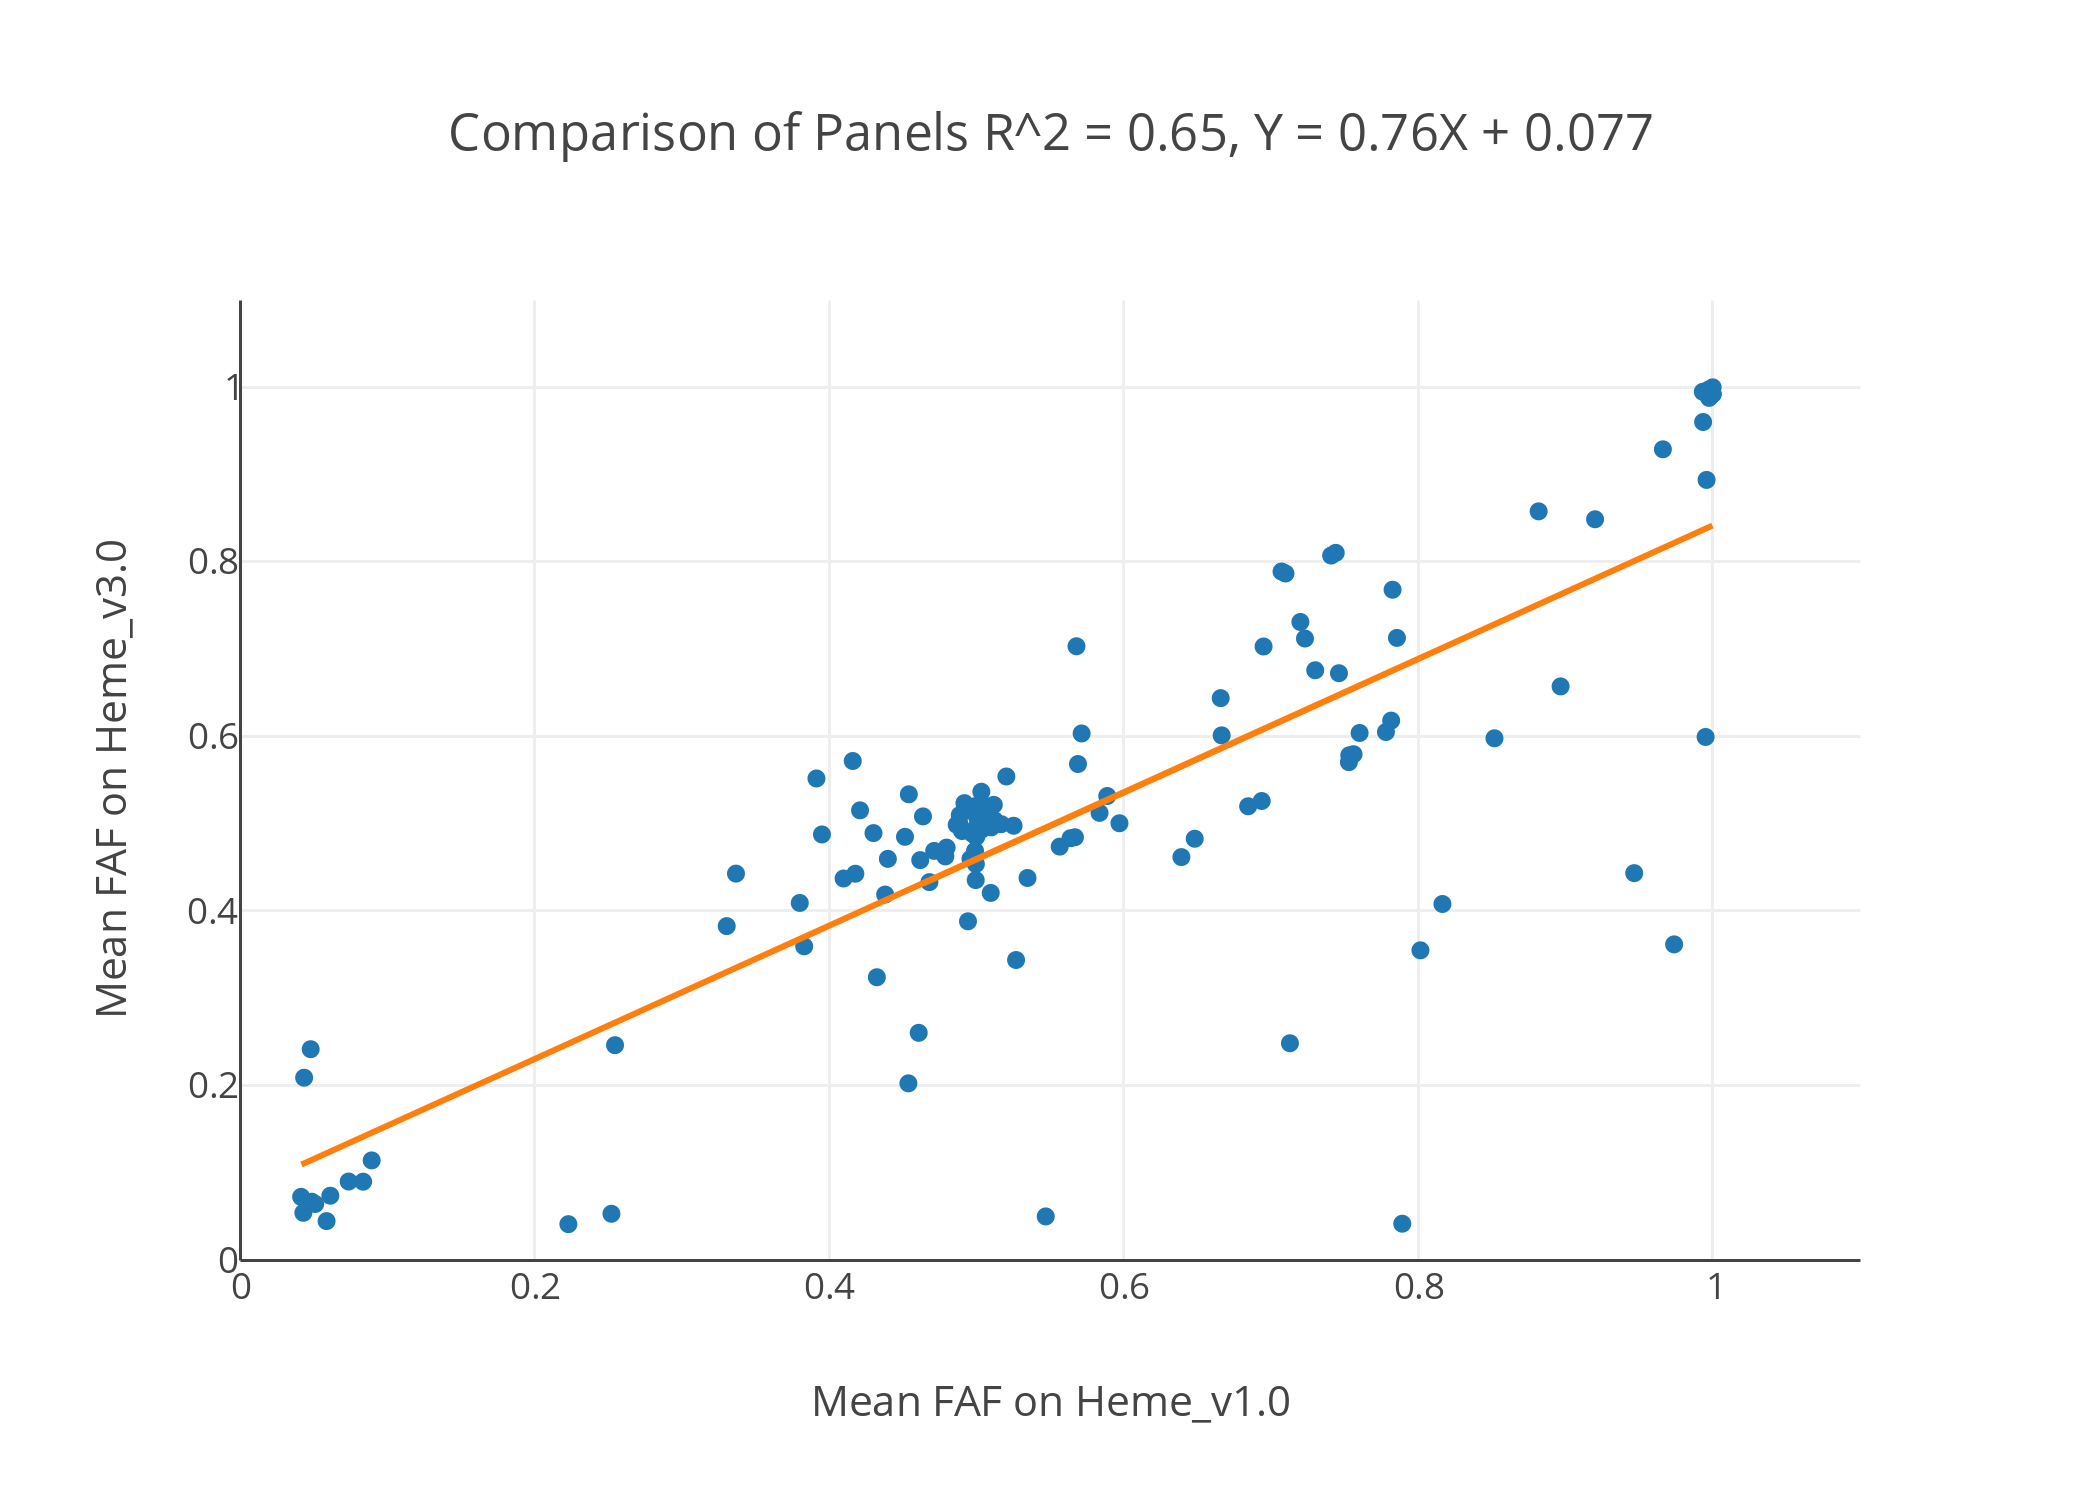 Comparison of Panels R^2 = 0.65, Y = 0.76X + 0.077
Mean FAF on Heme_v3.0
1
0.8
0.6
0.4
0.2
0
0 0.2 0.4 0.6 0.8 1
Mean FAF on Heme_v1.0